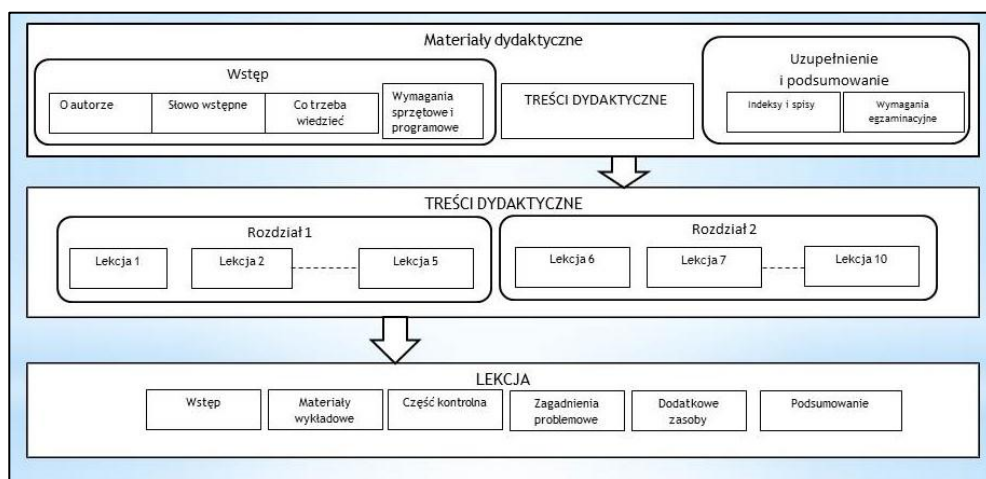 Materiały dydaktyczne
Wstęp
O autorze
Słowo wstępne
Co trzeba
wiedzieć
Wymagania
sprzętowe i
programowe
TREŚCI DYDAKTYCZNE
Uzupełnienie
i podsumowanie
Indeksy i spisy
Wymagania
egzaminacyjne
TREŚCI DYDAKTYCZNE
Rozdział 1
Lekcja 1
Lekcja 2
Lekcja 5
Rozdział 2
Lekcja 6
Lekcja 7
Lekcja 10
LEKCJA
Wstęp
Materiały
wykładowe
Część kontrolna
Zagadnienia
problemowe
Dodatkowe
zasoby
Podsumowanie